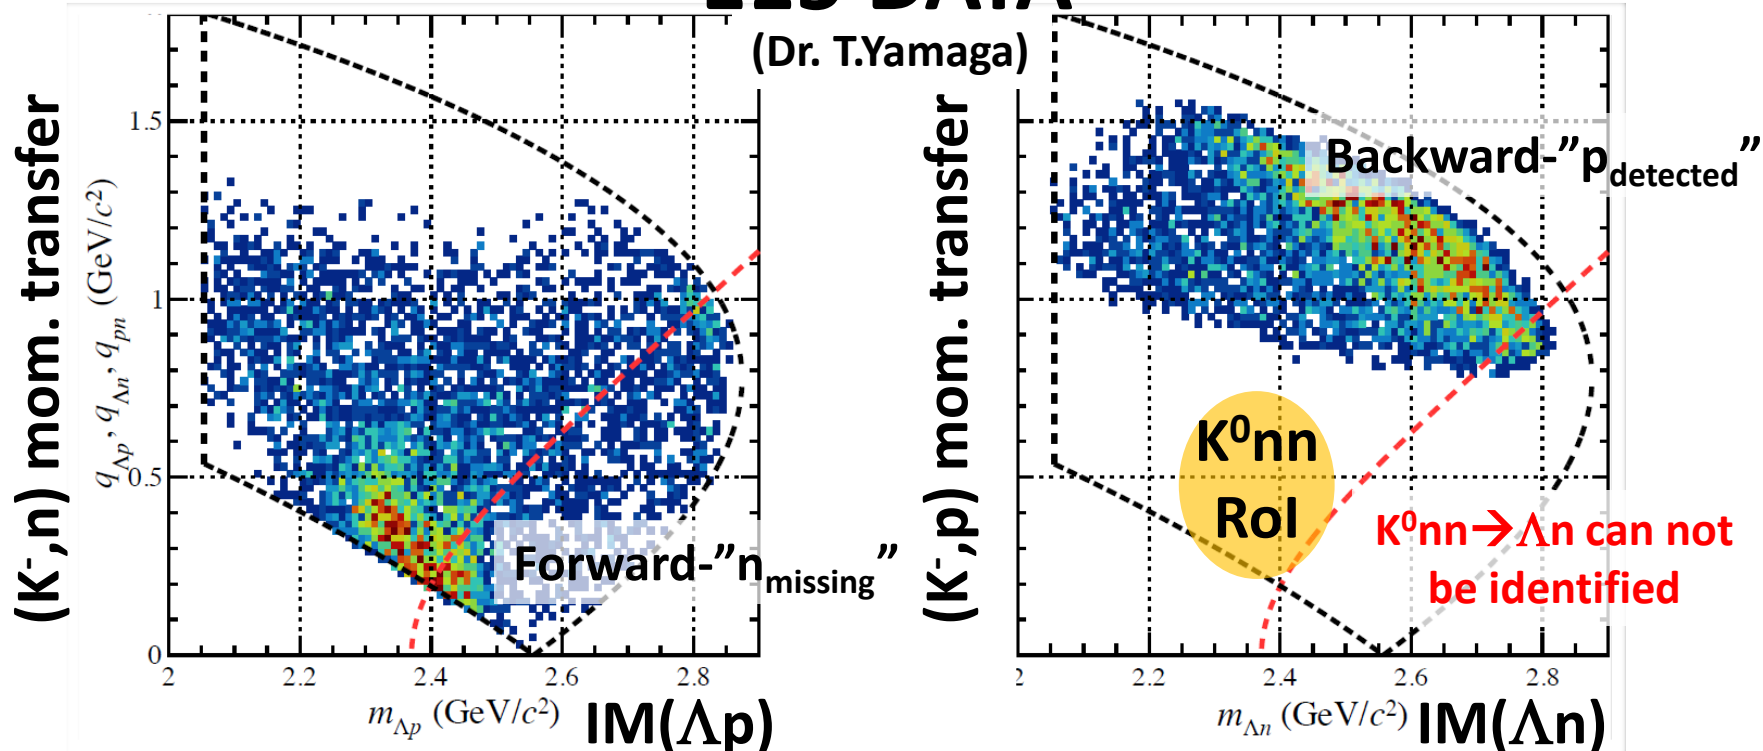 (Dr. T.Yamaga)
(K⁻,n) mom. transfer
q_Λp, q_Λn, q_pn (GeV/c²)
1.5
1
0.5
0
2 2.2 2.4 2.6 2.8
m_Λp (GeV/c²)
IM(Λp)
Forward-”n_missing”
(K⁻,p) mom. transfer
Backward-”p_detected”
K⁰nn
RoI
K⁰nn→Λn can not
be identified
2 2.2 2.4 2.6 2.8
m_Λn (GeV/c²)
IM(Λn)